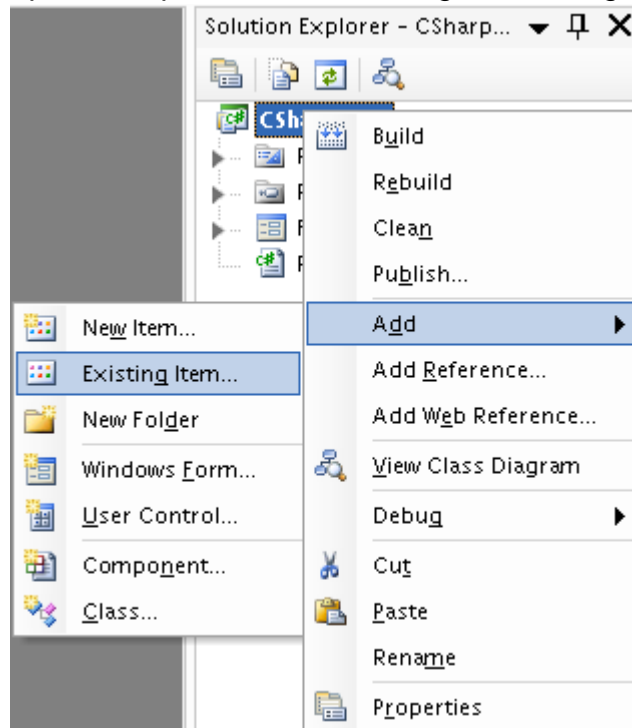 Solution Explorer - CSharp...
CSh
Build
Rebuild
Clean
Publish...
Add
Add Reference...
Add Web Reference...
View Class Diagram
Debug
Cut
Paste
Rename
Properties
New Item...
Existing Item...
New Folder
Windows Form...
User Control...
Component...
Class...